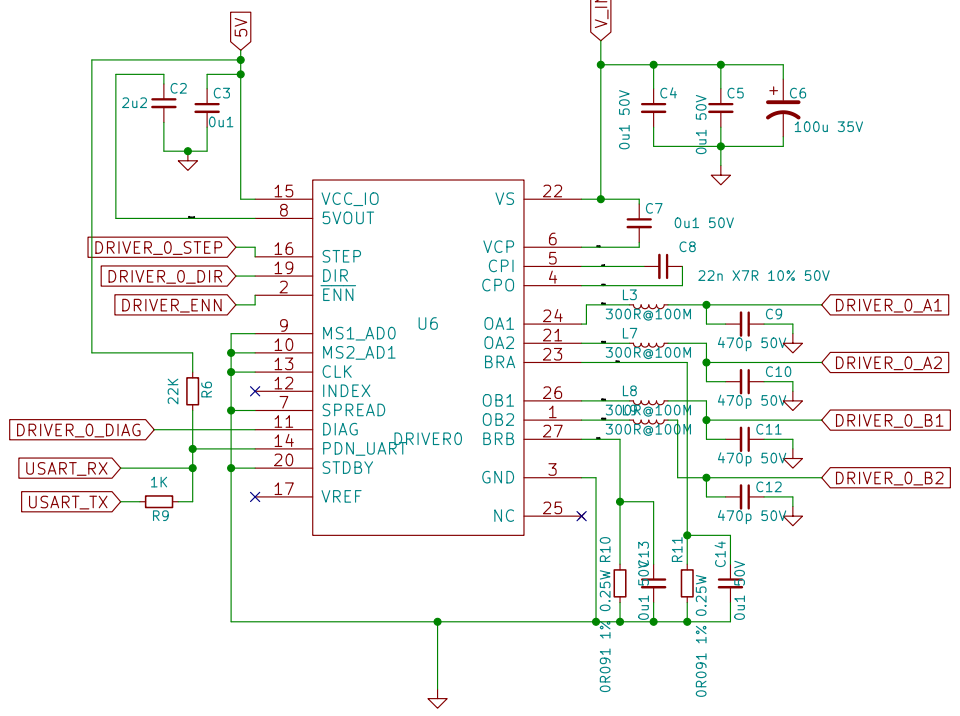 5V
V_IN
C2
2u2
C3
0u1
C4
0u1 50V
C5
0u1 50V
+
C6
100u 35V
15
VCC_IO
8
5VOUT
DRIVER_0_STEP
16
STEP
DRIVER_0_DIR
19
DIR
DRIVER_ENN
2
ENN
9
MS1_AD0
10
MS2_AD1
13
CLK
12
INDEX
7
SPREAD
DRIVER_0_DIAG
11
DIAG
14
PDN_UART
20
STDBY
17
VREF
22K
R6
USART_RX
1K
USART_TX
R9
U6
DRIVER0
VS
22
VCP
6
CPI
5
CPO
4
OA1
24
OA2
21
BRA
23
OB1
26
OB2
1
BRB
27
GND
3
NC
25
C7
0u1 50V
C8
22n X7R 10% 50V
L3
300R@100M
L7
300R@100M
L8
300R@100M
L9
300R@100M
DRIVER_0_A1
C9
470p 50V
DRIVER_0_A2
C10
470p 50V
DRIVER_0_B1
C11
470p 50V
DRIVER_0_B2
C12
470p 50V
R10
0R091 1% 0.25W
C13
0u1 50V
R11
0R091 1% 0.25W
C14
0u1 50V